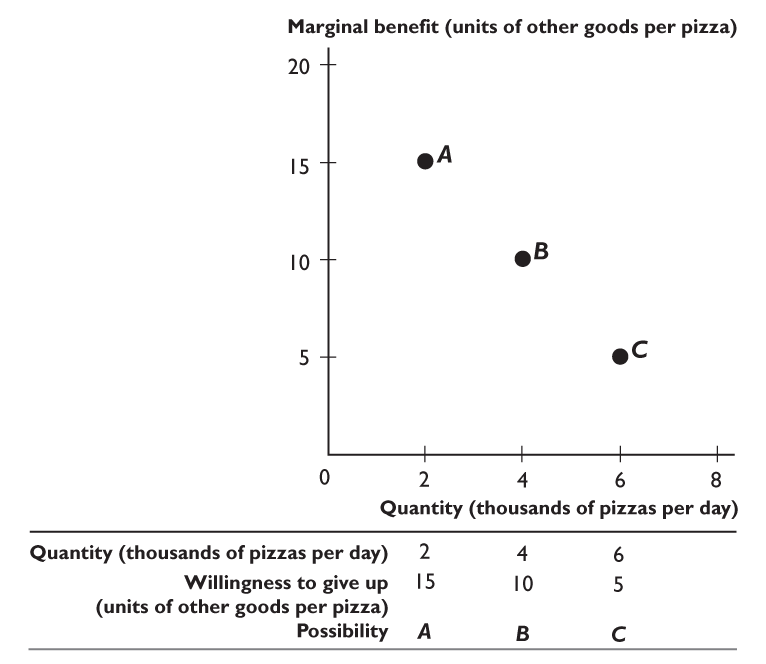 Marginal benefit (units of other goods per pizza)
20
A
15
B
10
C
5
0 2 4 6 8
Quantity (thousands of pizzas per day)
Quantity (thousands of pizzas per day) 2 4 6
Willingness to give up 15 10 5
(units of other goods per pizza)
Possibility A B C